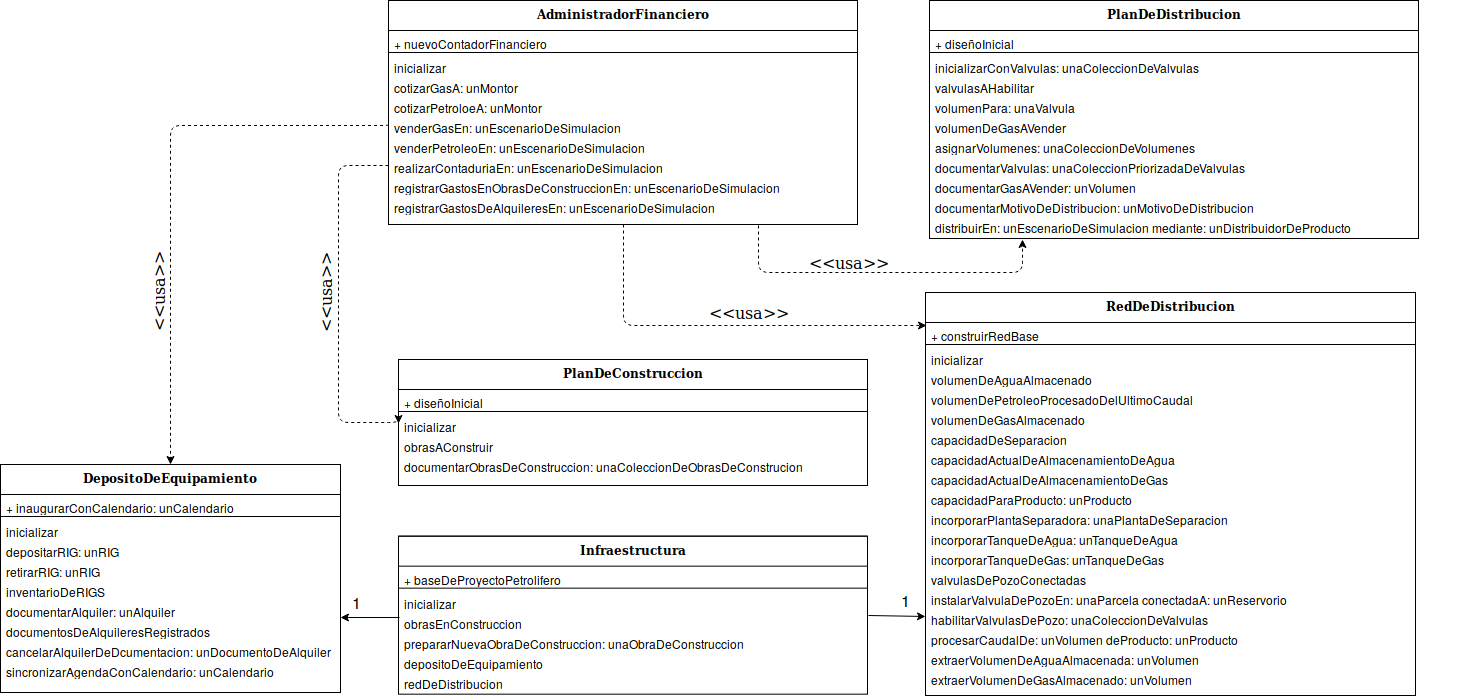 AdministradorFinanciero
+ nuevoContadorFinanciero
inicializar
cotizarGasA: unMontor
cotizarPetroloeA: unMontor
venderGasEn: unEscenarioDeSimulacion
venderPetroleoEn: unEscenarioDeSimulacion
realizarContaduriaEn: unEscenarioDeSimulacion
registrarGastosEnObrasDeConstruccionEn: unEscenarioDeSimulacion
registrarGastosDeAlquileresEn: unEscenarioDeSimulacion
PlanDeDistribucion
+ diseñoInicial
inicializarConValvulas: unaColeccionDeValvulas
valvulasAHabilitar
volumenPara: unaValvula
volumenDeGasAVender
asignarVolumenes: unaColeccionDeVolumenes
documentarValvulas: unaColeccionPriorizadaDeValvulas
documentarGasAVender: unVolumen
documentarMotivoDeDistribucion: unMotivoDeDistribucion
distribuirEn: unEscenarioDeSimulacion mediante: unDistribuidorDeProducto
<<usa>>
<<usa>>
<<usa>>
<<usa>>
PlanDeConstruccion
+ diseñoInicial
inicializar
obrasAConstruir
documentarObrasDeConstruccion: unaColeccionDeObrasDeConstrucion
RedDeDistribucion
+ construirRedBase
inicializar
volumenDeAguaAlmacenado
volumenDePetroleoProcesadoDelUltimoCaudal
volumenDeGasAlmacenado
capacidadDeSeparacion
capacidadActualDeAlmacenamientoDeAgua
capacidadActualDeAlmacenamientoDeGas
capacidadParaProducto: unProducto
incorporarPlantaSeparadora: unaPlantaDeSeparacion
incorporarTanqueDeAgua: unTanqueDeAgua
incorporarTanqueDeGas: unTanqueDeGas
valvulasDePozoConectadas
instalarValvulaDePozoEn: unaParcela conectadaA: unReservorio
habilitarValvulasDePozo: unaColeccionDeValvulas
procesarCaudalDe: unVolumen deProducto: unProducto
extraerVolumenDeAguaAlmacenada: unVolumen
extraerVolumenDeGasAlmacenado: unVolumen
DepositoDeEquipamiento
+ inaugurarConCalendario: unCalendario
inicializar
depositarRIG: unRIG
retirarRIG: unRIG
inventarioDeRIGS
documentarAlquiler: unAlquiler
documentosDeAlquileresRegistrados
cancelarAlquilerDeDcumentacion: unDocumentoDeAlquiler
sincronizarAgendaConCalendario: unCalendario
1
Infraestructura
+ baseDeProyectoPetrolifero
inicializar
obrasEnConstruccion
prepararNuevaObraDeConstruccion: unaObraDeConstruccion
depositoDeEquipamiento
redDeDistribucion
1